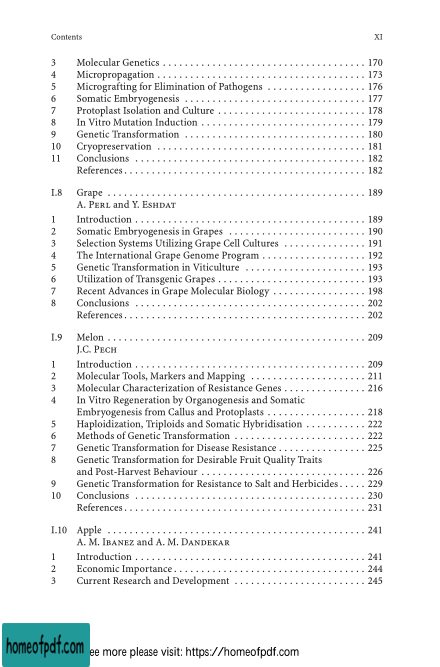 Contents XI
3 Molecular Genetics . . . . . . . . . . . . . . . . . . . . . . . . . . . . . . . . . . . . . . . 170
4 Micropropagation . . . . . . . . . . . . . . . . . . . . . . . . . . . . . . . . . . . . . . . . 173
5 Micrografting for Elimination of Pathogens . . . . . . . . . . . . . . . . . . . 176
6 Somatic Embryogenesis . . . . . . . . . . . . . . . . . . . . . . . . . . . . . . . . . . . 177
7 Protoplast Isolation and Culture . . . . . . . . . . . . . . . . . . . . . . . . . . . . 178
8 In Vitro Mutation Induction . . . . . . . . . . . . . . . . . . . . . . . . . . . . . . . . 179
9 Genetic Transformation . . . . . . . . . . . . . . . . . . . . . . . . . . . . . . . . . . . 180
10 Cryopreservation . . . . . . . . . . . . . . . . . . . . . . . . . . . . . . . . . . . . . . . . 181
11 Conclusions . . . . . . . . . . . . . . . . . . . . . . . . . . . . . . . . . . . . . . . . . . . . 182
References . . . . . . . . . . . . . . . . . . . . . . . . . . . . . . . . . . . . . . . . . . . . . . 182
I.8 Grape . . . . . . . . . . . . . . . . . . . . . . . . . . . . . . . . . . . . . . . . . . . . . . . . . 189
A. Perl and Y. Eshdat
1 Introduction . . . . . . . . . . . . . . . . . . . . . . . . . . . . . . . . . . . . . . . . . . . . 189
2 Somatic Embryogenesis in Grapes . . . . . . . . . . . . . . . . . . . . . . . . . . 190
3 Selection Systems Utilizing Grape Cell Cultures . . . . . . . . . . . . . . . 191
4 The International Grape Genome Program . . . . . . . . . . . . . . . . . . . . 192
5 Genetic Transformation in Viticulture . . . . . . . . . . . . . . . . . . . . . . . 193
6 Utilization of Transgenic Grapes . . . . . . . . . . . . . . . . . . . . . . . . . . . . 193
7 Recent Advances in Grape Molecular Biology . . . . . . . . . . . . . . . . . 198
8 Conclusions . . . . . . . . . . . . . . . . . . . . . . . . . . . . . . . . . . . . . . . . . . . . 202
References . . . . . . . . . . . . . . . . . . . . . . . . . . . . . . . . . . . . . . . . . . . . . . 202
I.9 Melon . . . . . . . . . . . . . . . . . . . . . . . . . . . . . . . . . . . . . . . . . . . . . . . . . 209
J.C. Pech
1 Introduction . . . . . . . . . . . . . . . . . . . . . . . . . . . . . . . . . . . . . . . . . . . . 209
2 Molecular Tools, Markers and Mapping . . . . . . . . . . . . . . . . . . . . . . 211
3 Molecular Characterization of Resistance Genes . . . . . . . . . . . . . . . 216
4 In Vitro Regeneration by Organogenesis and Somatic
Embryogenesis from Callus and Protoplasts . . . . . . . . . . . . . . . . . . . 218
5 Haploidization, Triploids and Somatic Hybridisation . . . . . . . . . . . 222
6 Methods of Genetic Transformation . . . . . . . . . . . . . . . . . . . . . . . . . 222
7 Genetic Transformation for Disease Resistance . . . . . . . . . . . . . . . . 225
8 Genetic Transformation for Desirable Fruit Quality Traits
and Post-Harvest Behaviour . . . . . . . . . . . . . . . . . . . . . . . . . . . . . . . . 226
9 Genetic Transformation for Resistance to Salt and Herbicides . . . . . 229
10 Conclusions . . . . . . . . . . . . . . . . . . . . . . . . . . . . . . . . . . . . . . . . . . . . 230
References . . . . . . . . . . . . . . . . . . . . . . . . . . . . . . . . . . . . . . . . . . . . . . 231
I.10 Apple . . . . . . . . . . . . . . . . . . . . . . . . . . . . . . . . . . . . . . . . . . . . . . . . . 241
A. M. Ibanez and A. M. Dandekar
1 Introduction . . . . . . . . . . . . . . . . . . . . . . . . . . . . . . . . . . . . . . . . . . . . 241
2 Economic Importance . . . . . . . . . . . . . . . . . . . . . . . . . . . . . . . . . . . . . 244
3 Current Research and Development . . . . . . . . . . . . . . . . . . . . . . . . . 245
homeofpdf.com ee more please visit: https://homeofpdf.com